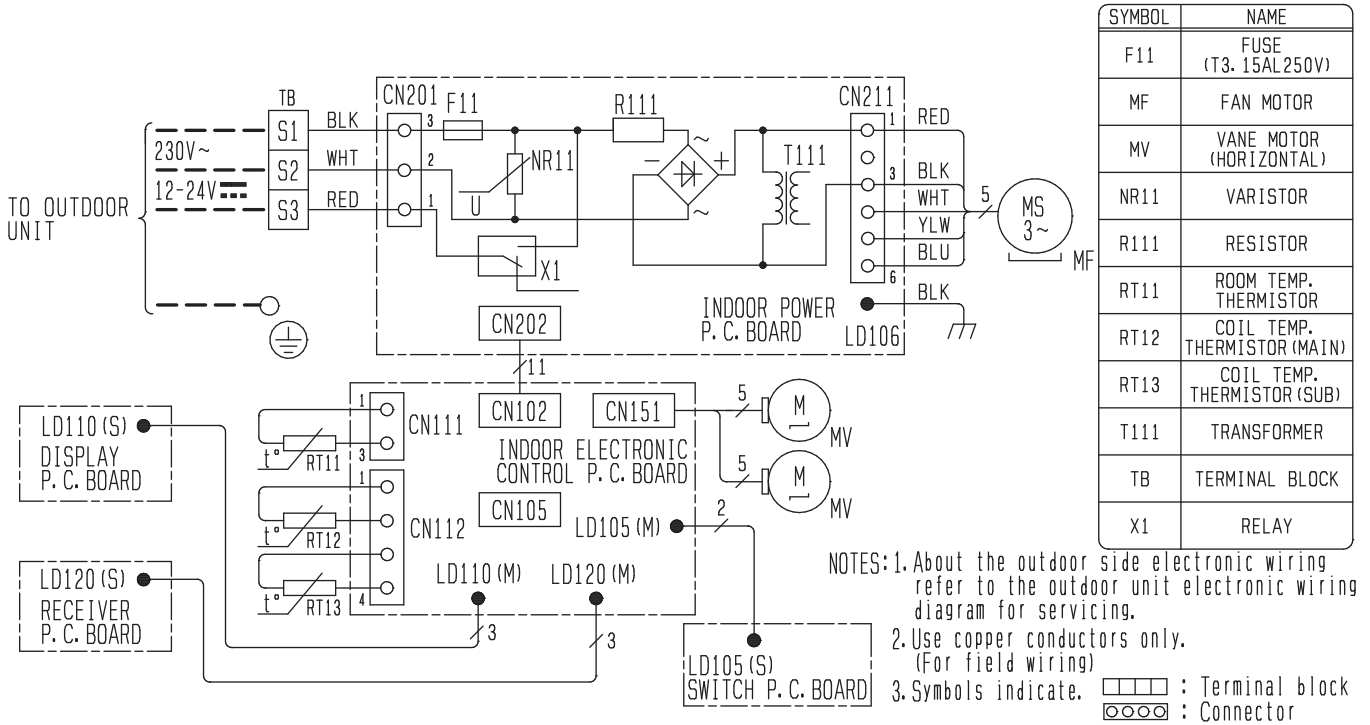 SYMBOL NAME
F11 FUSE
(T3.15AL250V)
MF FAN MOTOR
MV VANE MOTOR
(HORIZONTAL)
NR11 VARISTOR
R111 RESISTOR
RT11 ROOM TEMP.
THERMISTOR
RT12 COIL TEMP.
THERMISTOR(MAIN)
RT13 COIL TEMP.
THERMISTOR(SUB)
T111 TRANSFORMER
TB TERMINAL BLOCK
X1 RELAY
TO OUTDOOR
UNIT
230V~
12-24V
TB
S1
S2
S3
BLK
WHT
RED
CN201
3
2
1
F11
NR11
U
X1
R111
~
−
+
~
T111
CN211
1
3
6
RED
BLK
WHT
YLW
BLU
5
MS
3~
MF
BLK
LD106
INDOOR POWER
P.C.BOARD
CN202
11
CN102
CN151
INDOOR ELECTRONIC
CONTROL P.C.BOARD
CN105
CN111
1
3
t°
RT11
CN112
1
4
t°
RT12
t°
RT13
5
M
MV
5
M
MV
LD105(M)
2
LD110(M)
LD120(M)
3
3
LD110(S)
DISPLAY
P.C.BOARD
LD120(S)
RECEIVER
P.C.BOARD
LD105(S)
SWITCH P.C.BOARD
NOTES:1.About the outdoor side electronic wiring
refer to the outdoor unit electronic wiring
diagram for servicing.
2.Use copper conductors only.
(For field wiring)
3.Symbols indicate.
: Terminal block
: Connector